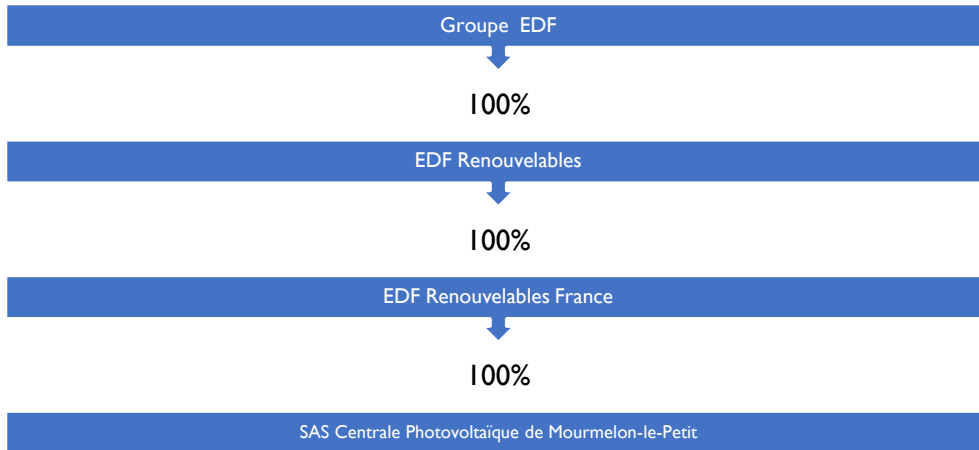 Groupe EDF
100%
EDF Renouvelables
100%
EDF Renouvelables France
100%
SAS Centrale Photovoltaïque de Mourmelon-le-Petit